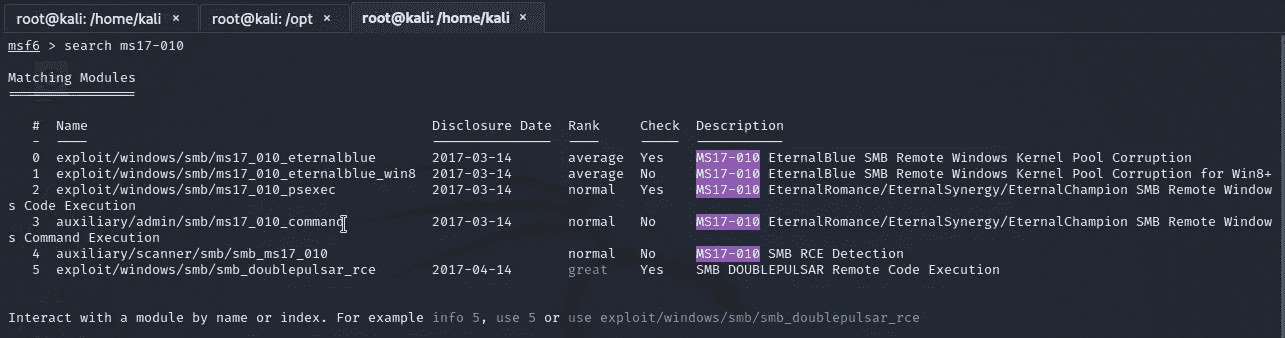 root@kali: /home/kali × root@kali: /opt × root@kali: /home/kali ×
msf6 > search ms17-010
Matching Modules
================
# Name Disclosure Date Rank Check Description
- ---- --------------- ---- ----- -----------
0 exploit/windows/smb/ms17_010_eternalblue 2017-03-14 average Yes MS17-010 EternalBlue SMB Remote Windows Kernel Pool Corruption
1 exploit/windows/smb/ms17_010_eternalblue_win8 2017-03-14 average No MS17-010 EternalBlue SMB Remote Windows Kernel Pool Corruption for Win8+
2 exploit/windows/smb/ms17_010_psexec 2017-03-14 normal Yes MS17-010 EternalRomance/EternalSynergy/EternalChampion SMB Remote Window
s Code Execution
3 auxiliary/admin/smb/ms17_010_command 2017-03-14 normal No MS17-010 EternalRomance/EternalSynergy/EternalChampion SMB Remote Window
s Command Execution
4 auxiliary/scanner/smb/smb_ms17_010 normal No MS17-010 SMB RCE Detection
5 exploit/windows/smb/smb_doublepulsar_rce 2017-04-14 great Yes SMB DOUBLEPULSAR Remote Code Execution
Interact with a module by name or index. For example info 5, use 5 or use exploit/windows/smb/smb_doublepulsar_rce